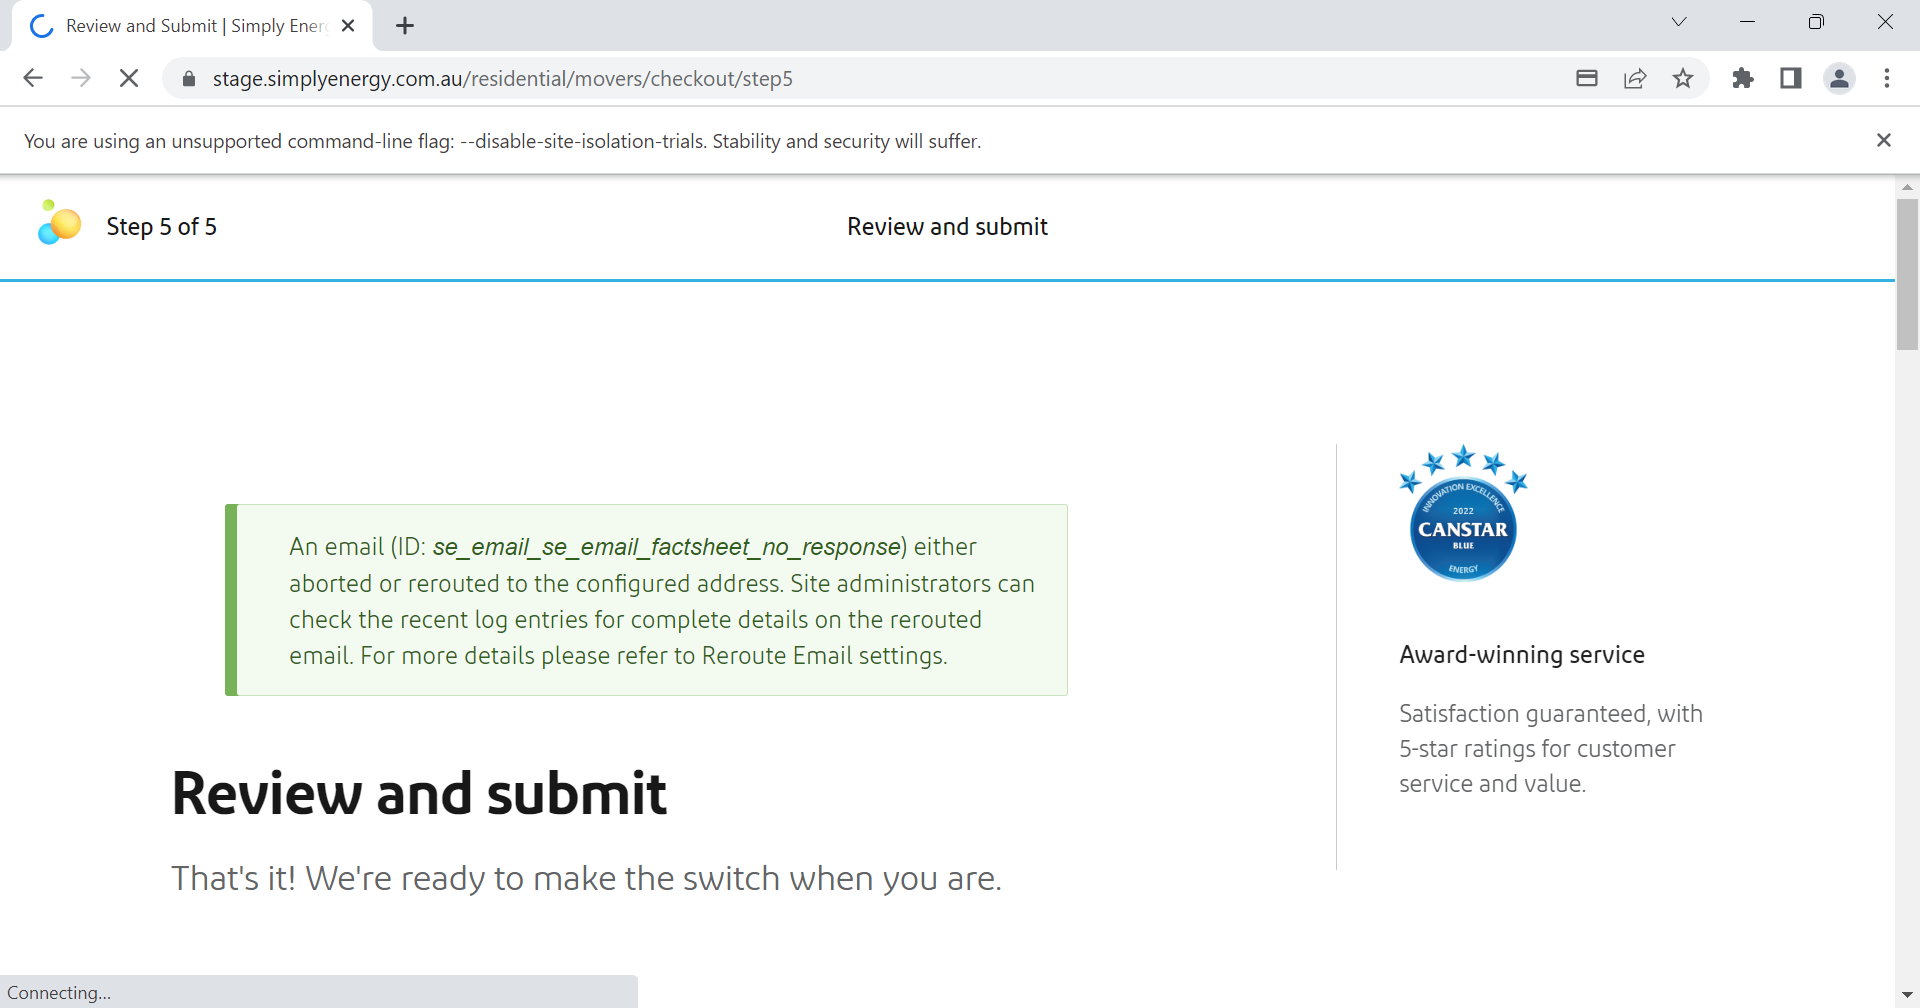 Review and Submit | Simply Ener
stage.simplyenergy.com.au/residential/movers/checkout/step5
You are using an unsupported command-line flag: --disable-site-isolation-trials. Stability and security will suffer.
Step 5 of 5
Review and submit
An email (ID: se_email_se_email_factsheet_no_response) either
aborted or rerouted to the configured address. Site administrators can
check the recent log entries for complete details on the rerouted
email. For more details please refer to Reroute Email settings.
Review and submit
That's it! We're ready to make the switch when you are.
INNOVATION EXCELLENCE
2022
CANSTAR
BLUE
ENERGY
Award-winning service
Satisfaction guaranteed, with
5-star ratings for customer
service and value.
Connecting...